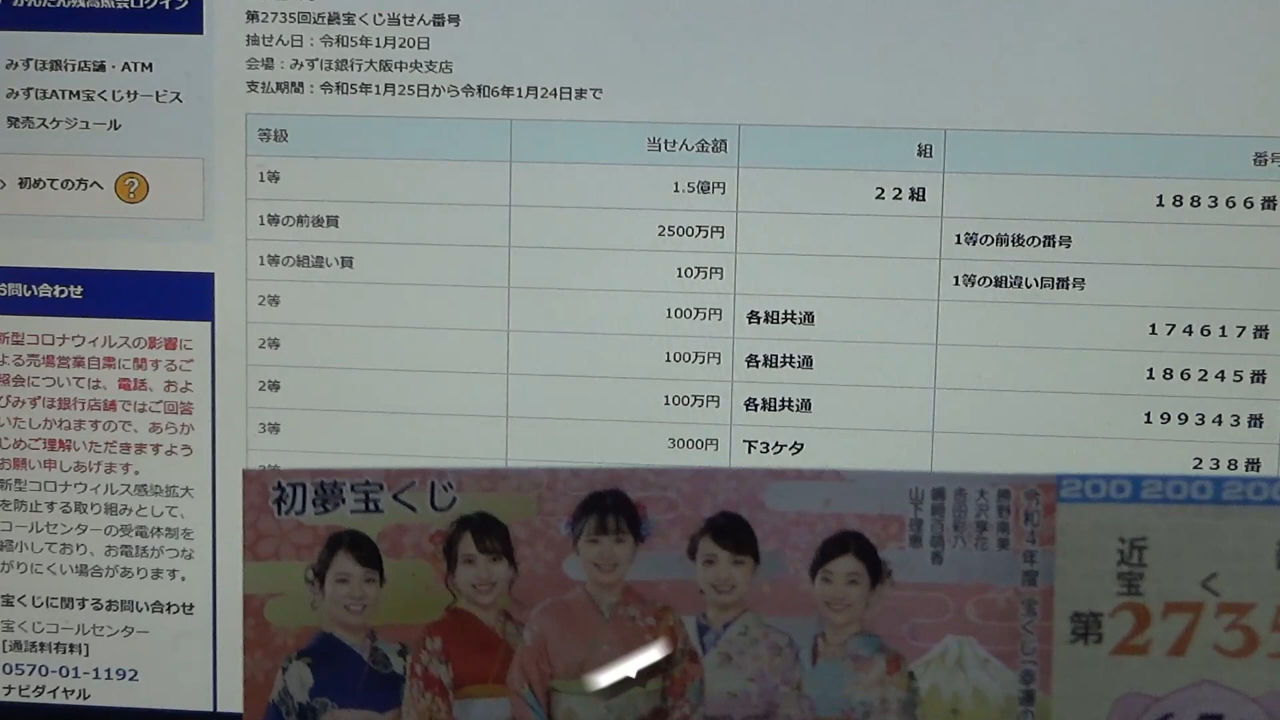 かんたん残高照会ログイン
みずほ銀行店舗・ATM
みずほATM宝くじサービス
発売スケジュール
初めての方へ ?
お問い合わせ
新型コロナウィルスの影響に
よる売場営業自粛に関するご
照会については、電話、およ
びみずほ銀行店舗ではご回答
いたしかねますので、あらか
じめご理解いただきますよう
お願い申しあげます。
新型コロナウィルス感染拡大
を防止する取り組みとして、
コールセンターの受電体制を
縮小しており、お電話がつな
がりにくい場合があります。
宝くじに関するお問い合わせ
宝くじコールセンター
[通話料有料]
0570-01-1192
ナビダイヤル
第2735回近畿宝くじ当せん番号
抽せん日：令和5年1月20日
会場：みずほ銀行大阪中央支店
支払期間：令和5年1月25日から令和6年1月24日まで
等級 当せん金額 組 番号
1等 1.5億円 22組 188366番
1等の前後賞 2500万円 1等の前後の番号
1等の組違い賞 10万円 1等の組違い同番号
2等 100万円 各組共通 174617番
2等 100万円 各組共通 186245番
2等 100万円 各組共通 199343番
3等 3000円 下3ケタ 238番
初夢宝くじ
令和4年度 宝くじ「幸運の
大沢享花
山下理恵
200 200 200
近
宝く
第2735